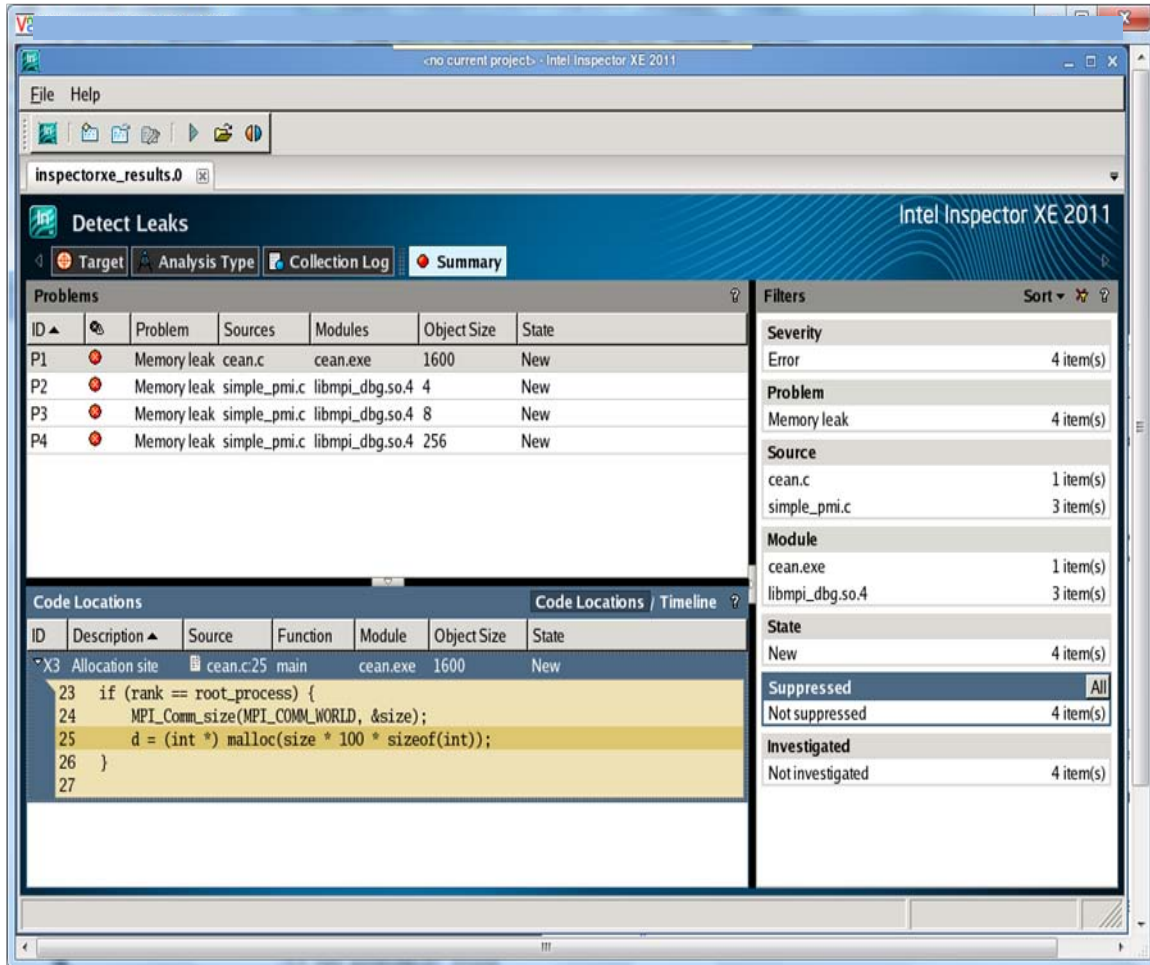 V2
<no current project> - Intel Inspector XE 2011
File Help
inspectorxe_results.0
Detect Leaks
Intel Inspector XE 2011
Target Analysis Type Collection Log Summary
Problems ?
ID Problem Sources Modules Object Size State
P1 Memory leak cean.c cean.exe 1600 New
P2 Memory leak simple_pmi.c libmpi_dbg.so.4 4 New
P3 Memory leak simple_pmi.c libmpi_dbg.so.4 8 New
P4 Memory leak simple_pmi.c libmpi_dbg.so.4 256 New
Code Locations Code Locations / Timeline ?
ID Description Source Function Module Object Size State
X3 Allocation site cean.c:25 main cean.exe 1600 New
23 if (rank == root_process) {
24 MPI_Comm_size(MPI_COMM_WORLD, &size);
25 d = (int *) malloc(size * 100 * sizeof(int));
26 }
27
Filters Sort ?
Severity
Error 4 item(s)
Problem
Memory leak 4 item(s)
Source
cean.c 1 item(s)
simple_pmi.c 3 item(s)
Module
cean.exe 1 item(s)
libmpi_dbg.so.4 3 item(s)
State
New 4 item(s)
Suppressed All
Not suppressed 4 item(s)
Investigated
Not investigated 4 item(s)